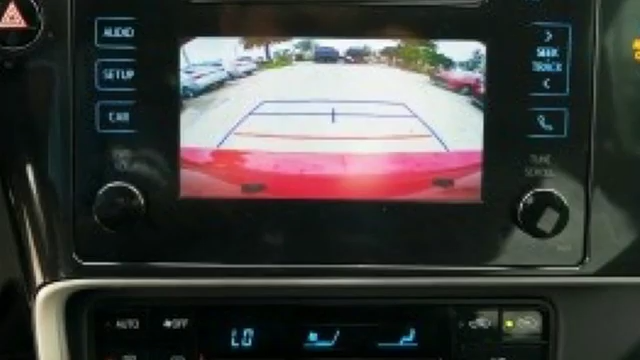 AUDIO
SETUP
CAR
SEEK
TRACK
TUNE
SCROLL
AUTO
OFF
LO